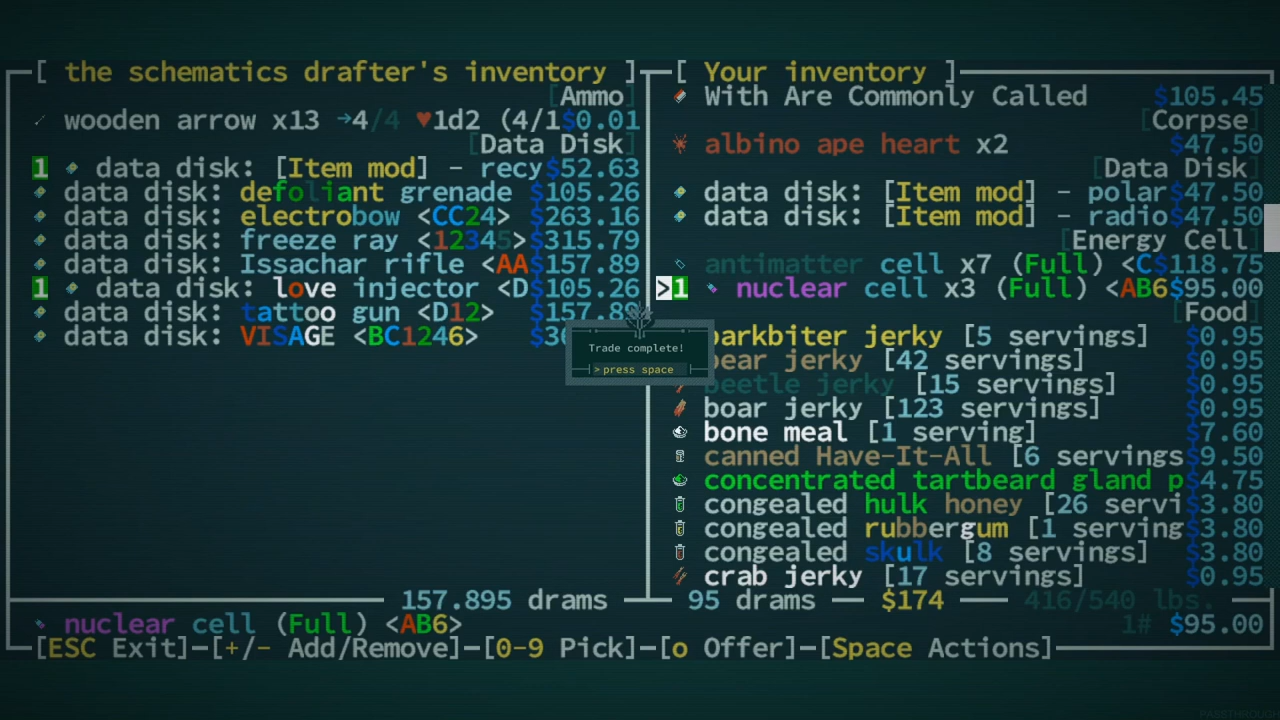 [ the schematics drafter's inventory ]
[Ammo]
wooden arrow x13 →4/4 ♥1d2 (4/1$0.01
[Data Disk]
1 data disk: [Item mod] - recy$52.63
data disk: defoliant grenade $105.26
data disk: electrobow <CC24> $263.16
data disk: freeze ray <12345>$315.79
data disk: Issachar rifle <AA$157.89
1 data disk: love injector <D$105.26
data disk: tattoo gun <D12> $157.89
data disk: VISAGE <BC1246>
[ Your inventory ]
With Are Commonly Called $105.45
[Corpse]
albino ape heart x2 $47.50
[Data Disk]
data disk: [Item mod] - polar$47.50
data disk: [Item mod] - radio$47.50
[Energy Cell]
antimatter cell x7 (Full) <C$118.75
>1 nuclear cell x3 (Full) <AB6$95.00
[Food]
barkbiter jerky [5 servings] $0.95
bear jerky [42 servings] $0.95
beetle jerky [15 servings] $0.95
boar jerky [123 servings] $0.95
bone meal [1 serving] $7.60
canned Have-It-All [6 servings$9.50
concentrated tartbeard gland p$4.75
congealed hulk honey [26 servi$3.80
congealed rubbergum [1 serving$3.80
congealed skulk [8 servings] $3.80
crab jerky [17 servings] $0.95
Trade complete!
> press space
157.895 drams
95 drams — $174 — 416/540 lbs.
nuclear cell (Full) <AB6> 1# $95.00
[ESC Exit]—[+/- Add/Remove]—[0-9 Pick]—[o Offer]—[Space Actions]